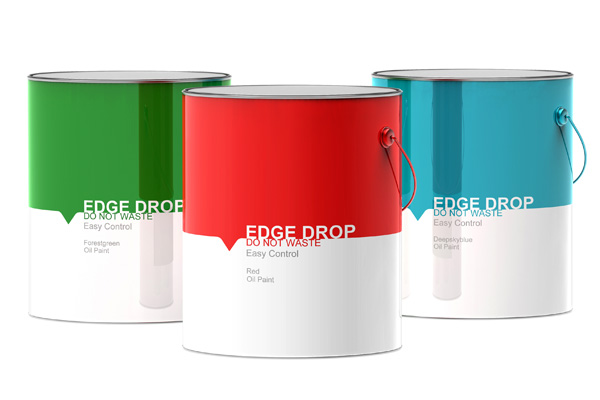 EDGE DROP
DO NOT WASTE
Easy Control
Forestgreen
Oil Paint
EDGE DROP
DO NOT WASTE
Easy Control
Red
Oil Paint
EDGE DROP
DO NOT WASTE
Easy Control
Deepskyblue
Oil Paint